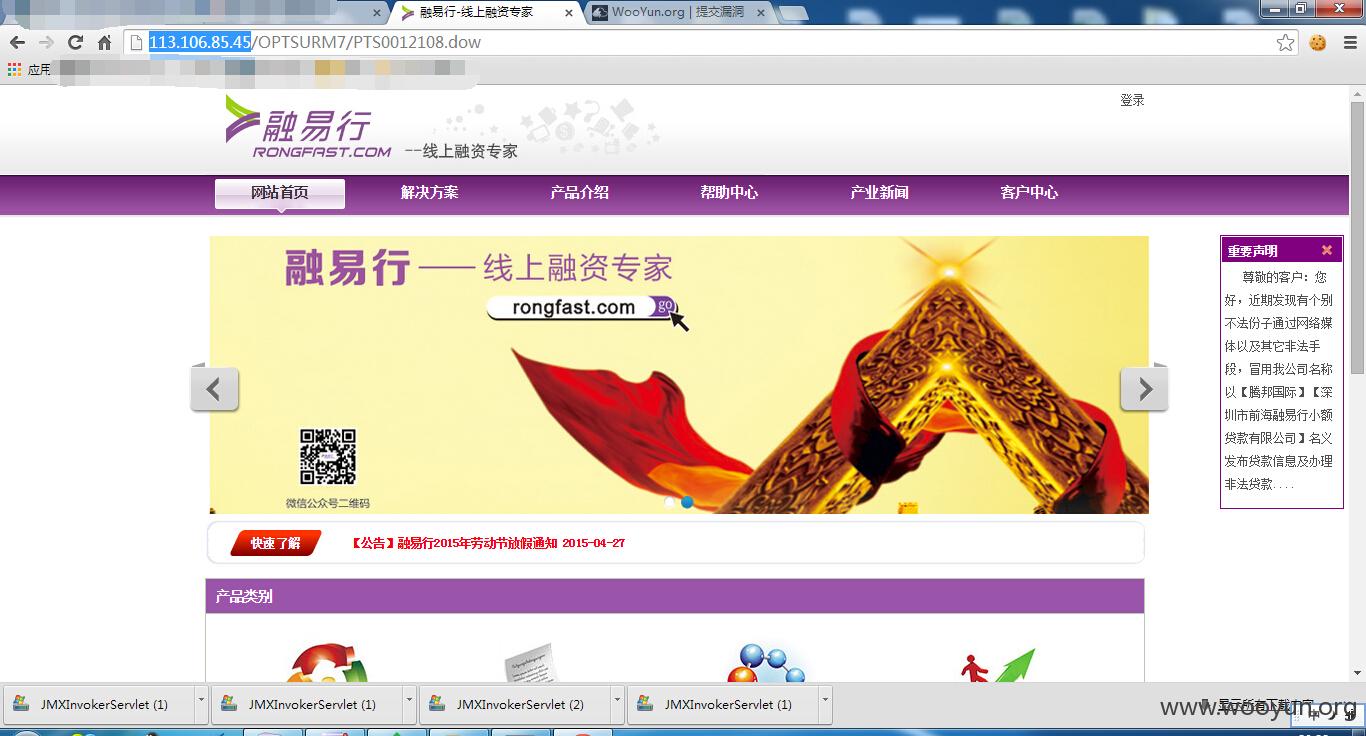 融易行-线上融资专家
WooYun.org | 提交漏洞
113.106.85.45/OPTSURM7/PTS0012108.dow
应用
登录
融易行
RONGFAST.COM
--线上融资专家
网站首页 解决方案 产品介绍 帮助中心 产业新闻 客户中心
融易行——线上融资专家
rongfast.com go
微信公众号二维码
重要声明
尊敬的客户：您
好，近期发现有个别
不法份子通过网络媒
体以及其它非法手
段，冒用我公司名称
以【腾邦国际】【深
圳市前海融易行小额
贷款有限公司】名义
发布贷款信息及办理
非法贷款....
快速了解
【公告】融易行2015年劳动节放假通知 2015-04-27
产品类别
JMXInvokerServlet (1)
JMXInvokerServlet (1)
JMXInvokerServlet (2)
JMXInvokerServlet (1)
显示所有下载内容
www.wooyun.org
中